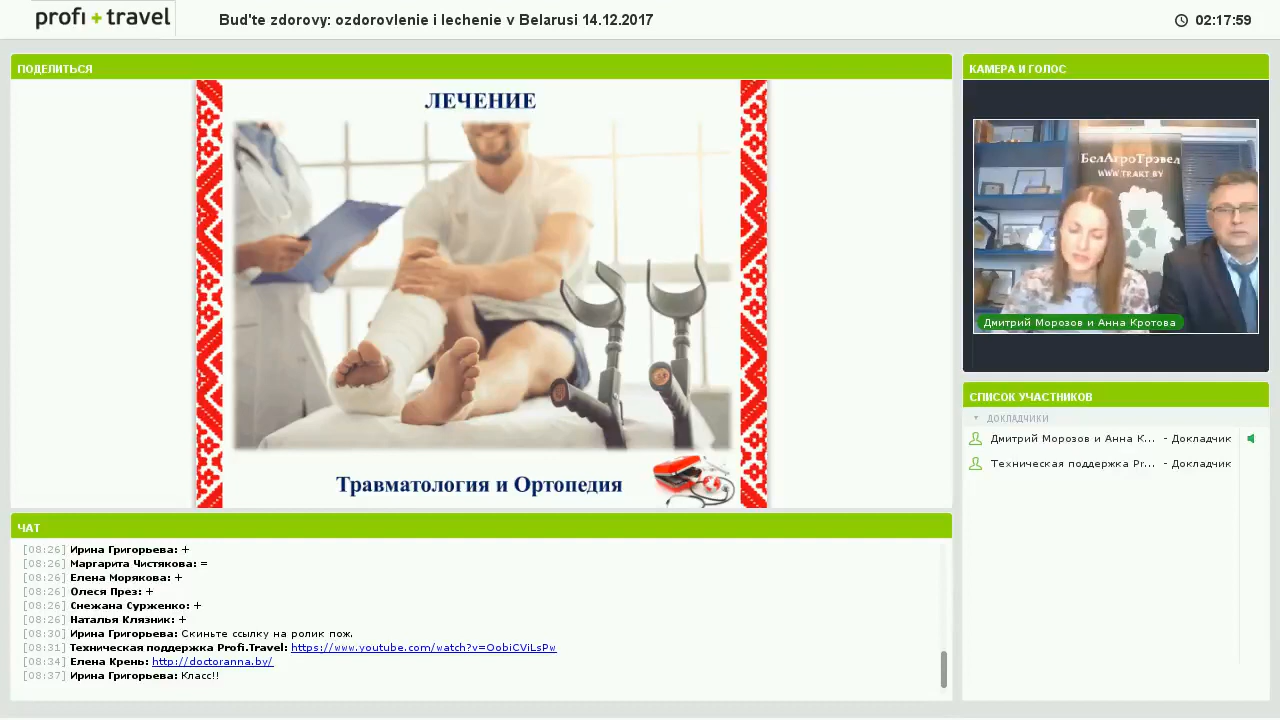 profi + travel
Bud'te zdorovy: ozdorovlenie i lechenie v Belarusi 14.12.2017
02:17:59
ПОДЕЛИТЬСЯ
ЛЕЧЕНИЕ
Травматология и Ортопедия
КАМЕРА И ГОЛОС
БелАгроТрэвел
WWW.TRAKT.BY
Дмитрий Морозов и Анна Кротова
СПИСОК УЧАСТНИКОВ
ДОКЛАДЧИКИ
Дмитрий Морозов и Анна К... - Докладчик
Техническая поддержка Pr... - Докладчик
ЧАТ
[08:26] Ирина Григорьева: +
[08:26] Маргарита Чистякова: =
[08:26] Елена Морякова: +
[08:26] Олеся През: +
[08:26] Снежана Сурженко: +
[08:26] Наталья Клязник: +
[08:30] Ирина Григорьева: Скиньте ссылку на ролик пож.
[08:31] Техническая поддержка Profi.Travel: https://www.youtube.com/watch?v=OobiCViLsPw
[08:34] Елена Крень: http://doctoranna.by/
[08:37] Ирина Григорьева: Класс!!